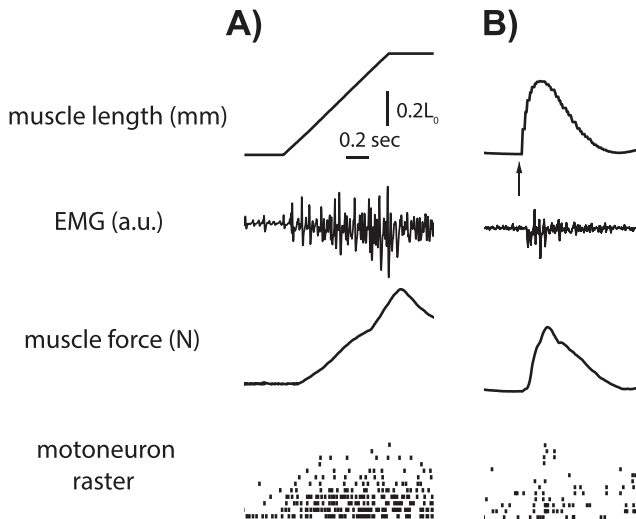 A)
B)
muscle length (mm)
0.2L₀
0.2 sec
EMG (a.u.)
muscle force (N)
motoneuron
raster